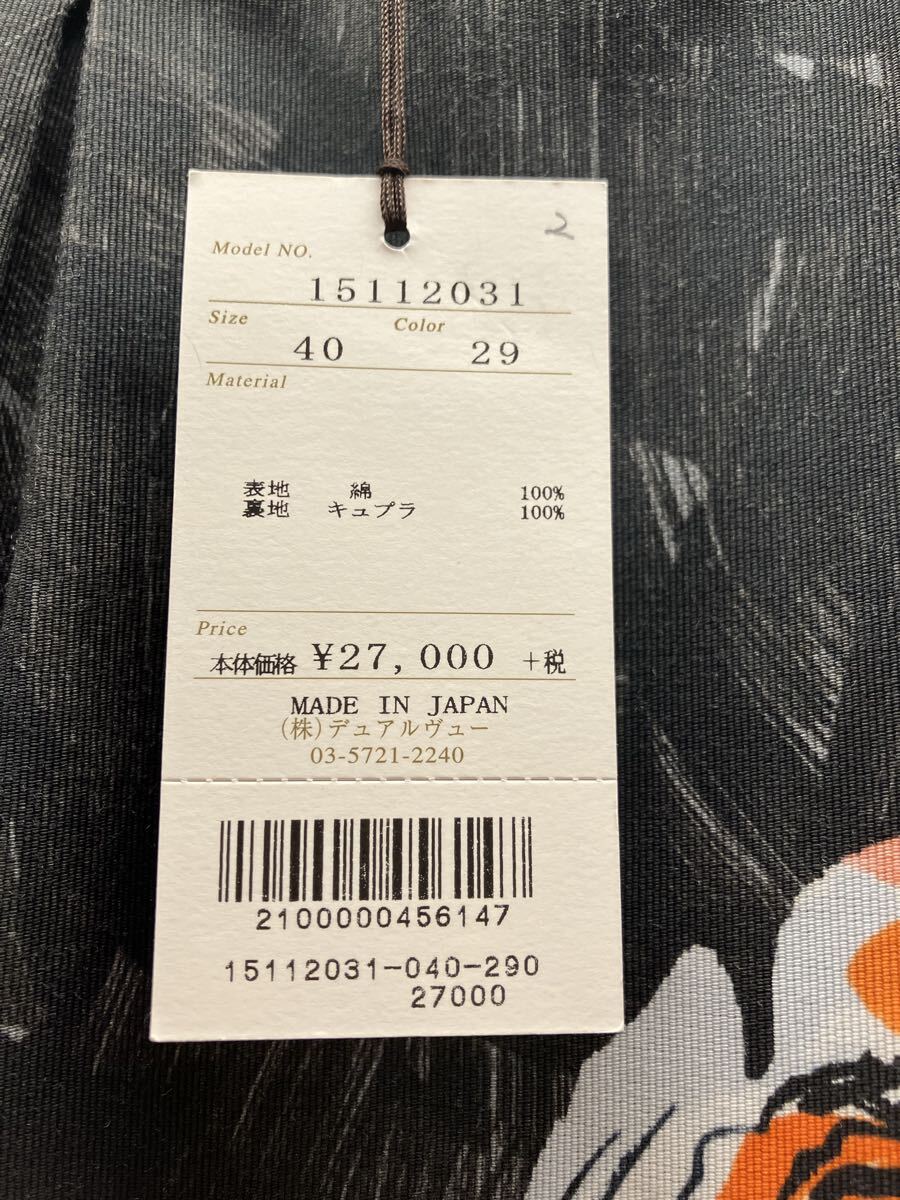 2
Model NO.
15112031
Size Color
40 29
Material
表地 綿 100%
裏地 キュプラ 100%
Price
本体価格 ¥27,000 +税
MADE IN JAPAN
(株)デュアルヴュー
03-5721-2240
2100000456147
15112031-040-290
27000